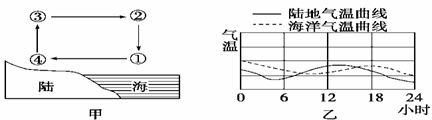 ③ ②
④ ①
陆 海
甲
陆地气温曲线
海洋气温曲线
气温
0 6 12 18 24
小时
乙